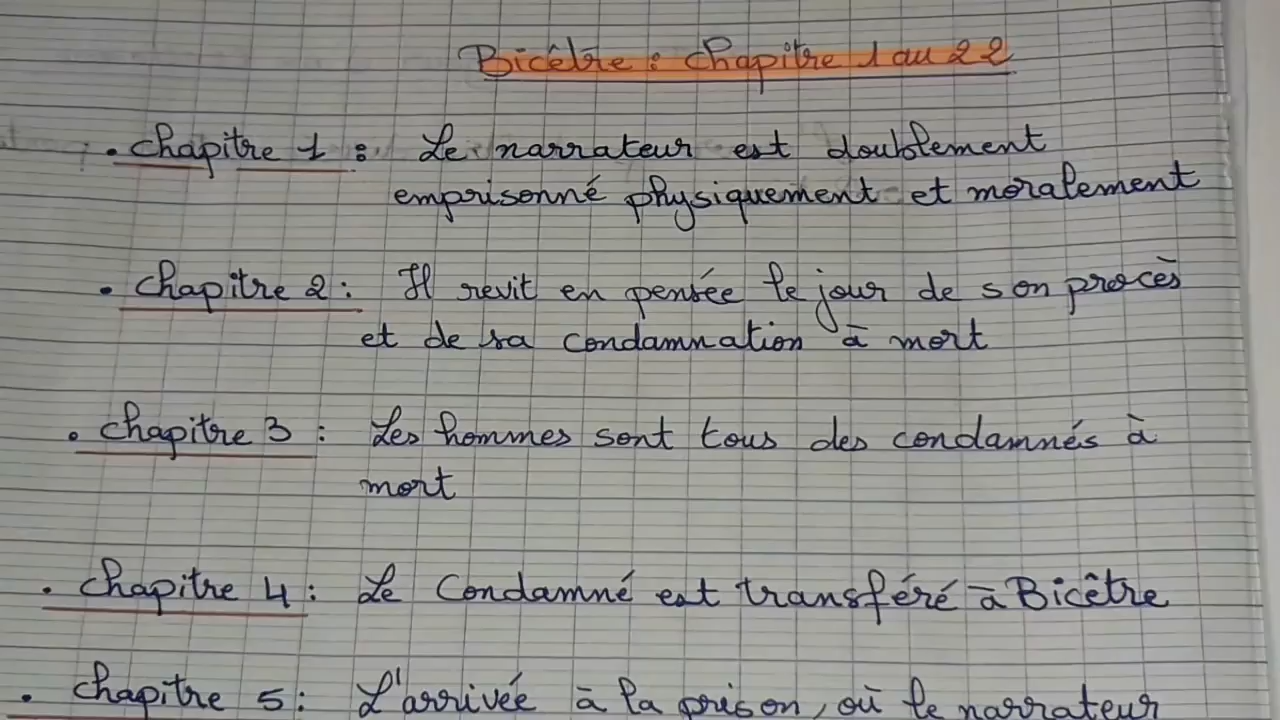 Bicêtre : chapitre 1 au 22
. chapitre 1 : Le narrateur est doublement
emprisonné physiquement et moralement
. chapitre 2 : Il revit en pensée le jour de son procès
et de sa condamnation à mort
. chapitre 3 : Les hommes sont tous des condamnés à
mort
. chapitre 4 : Le Condamné est transféré à Bicêtre
. chapitre 5 : L'arrivée à la prison, où le narrateur